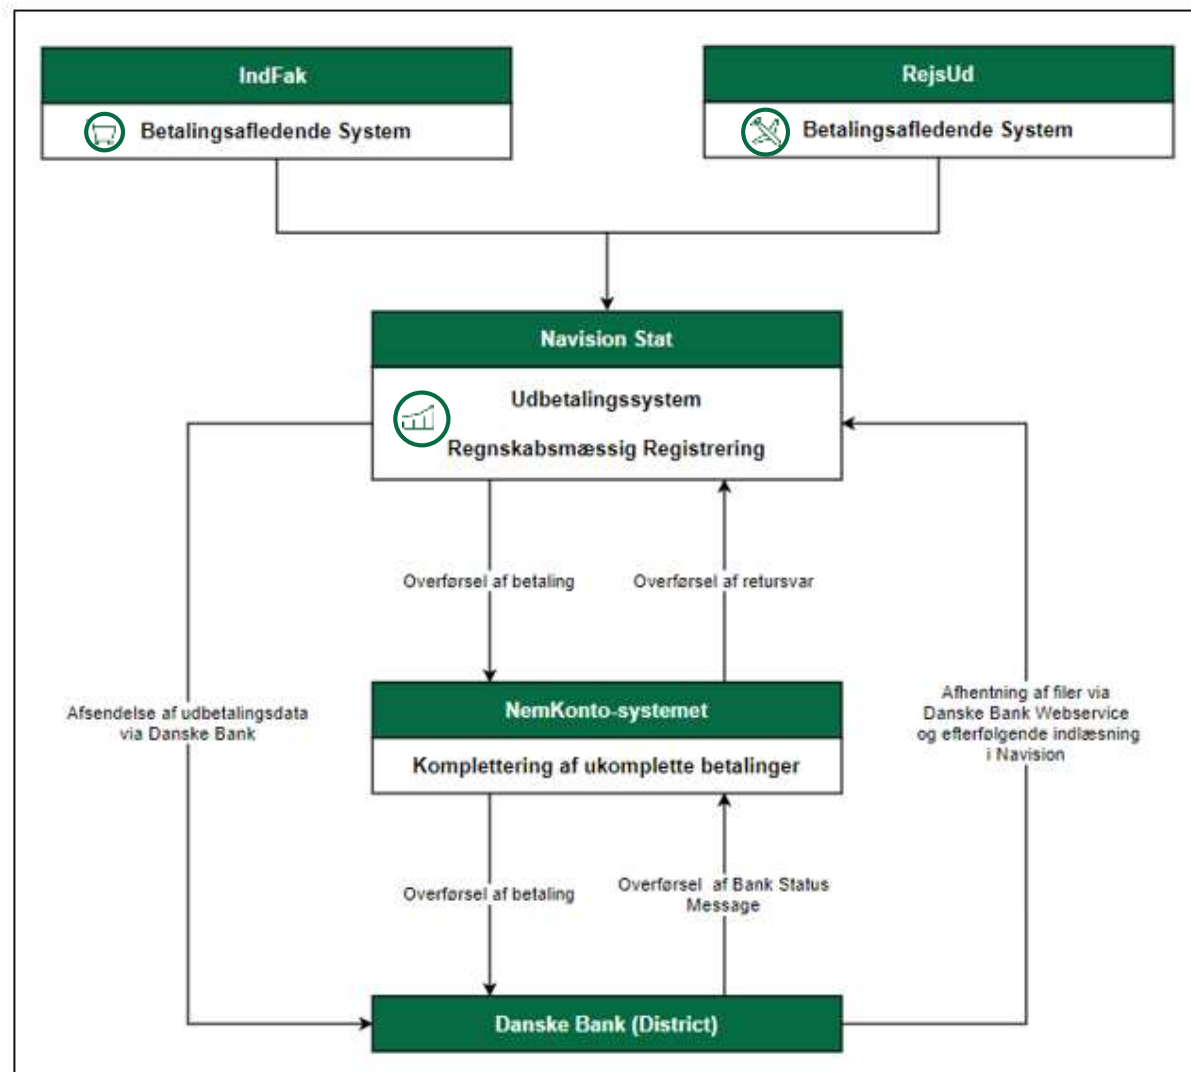 IndFak
Betalingsafledende System
RejsUd
Betalingsafledende System
Navision Stat
Udbetalingssystem
Regnskabsmæssig Registrering
Overførsel af betaling
Overførsel af retursvar
Afsendelse af udbetalingsdata
via Danske Bank
NemKonto-systemet
Komplettering af ukomplette betalinger
Afhentning af filer via
Danske Bank Webservice
og efterfølgende indlæsning
i Navision
Overførsel af betaling
Overførsel af Bank Status
Message
Danske Bank (District)